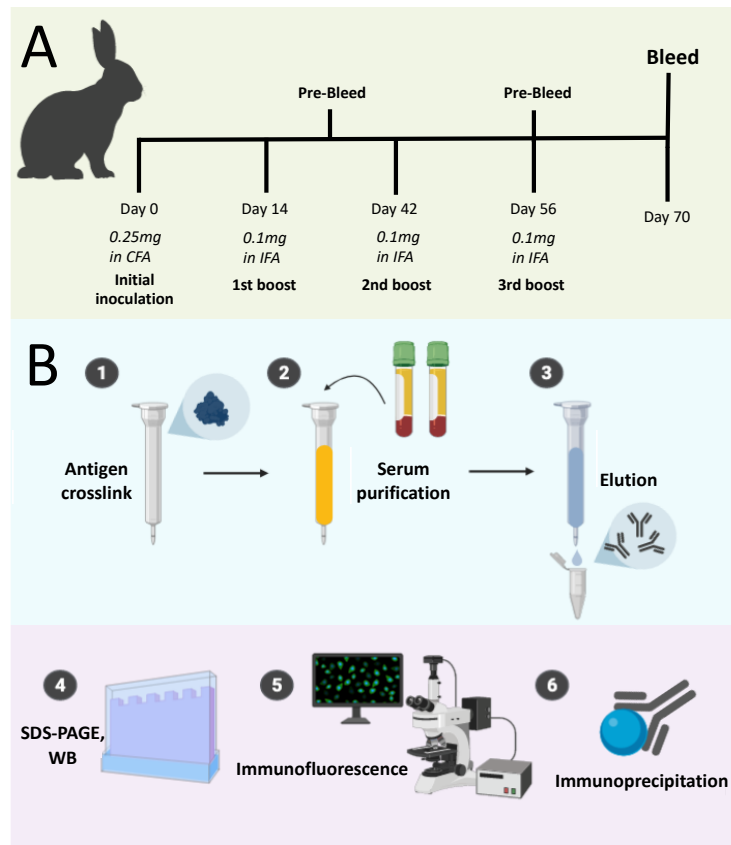 A
Bleed
Pre-Bleed
Pre-Bleed
Day 0
Day 14
Day 42
Day 56
Day 70
0.25mg
in CFA
0.1mg
in IFA
0.1mg
in IFA
0.1mg
in IFA
Initial
inoculation
1st boost
2nd boost
3rd boost
B
1
2
3
Antigen
crosslink
Serum
purification
Elution
4
5
6
SDS-PAGE,
WB
Immunofluorescence
Immunoprecipitation